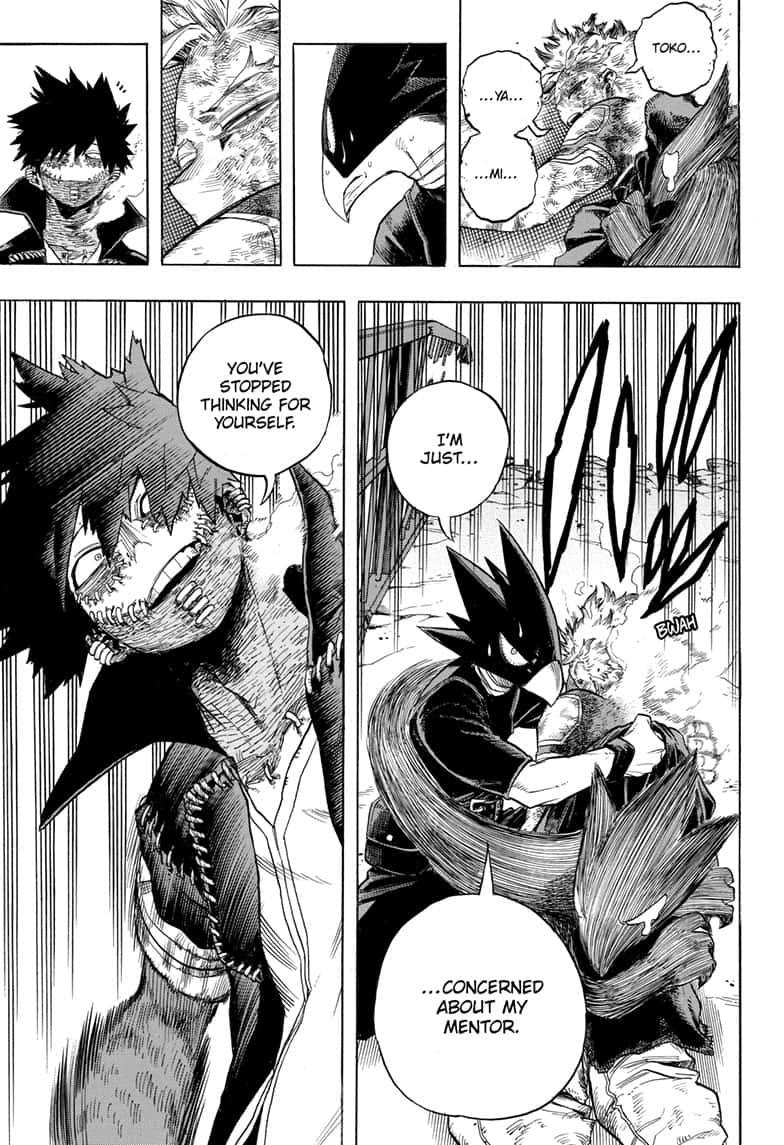 TOKO...
...YA...
...MI...
I'M
JUST...
BWAH
...CONCERNED
ABOUT MY
MENTOR.
YOU'VE
STOPPED
THINKING FOR
YOURSELF.